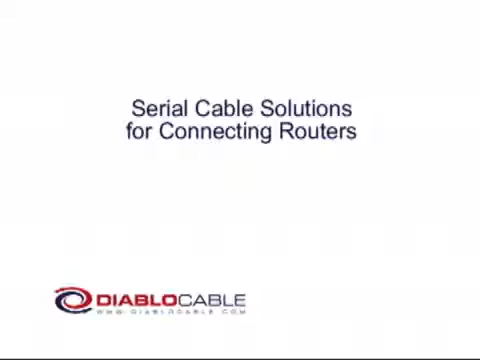 Serial Cable Solutions
for Connecting Routers
DIABLOCABLE
WWW.DIABLOCABLE.COM